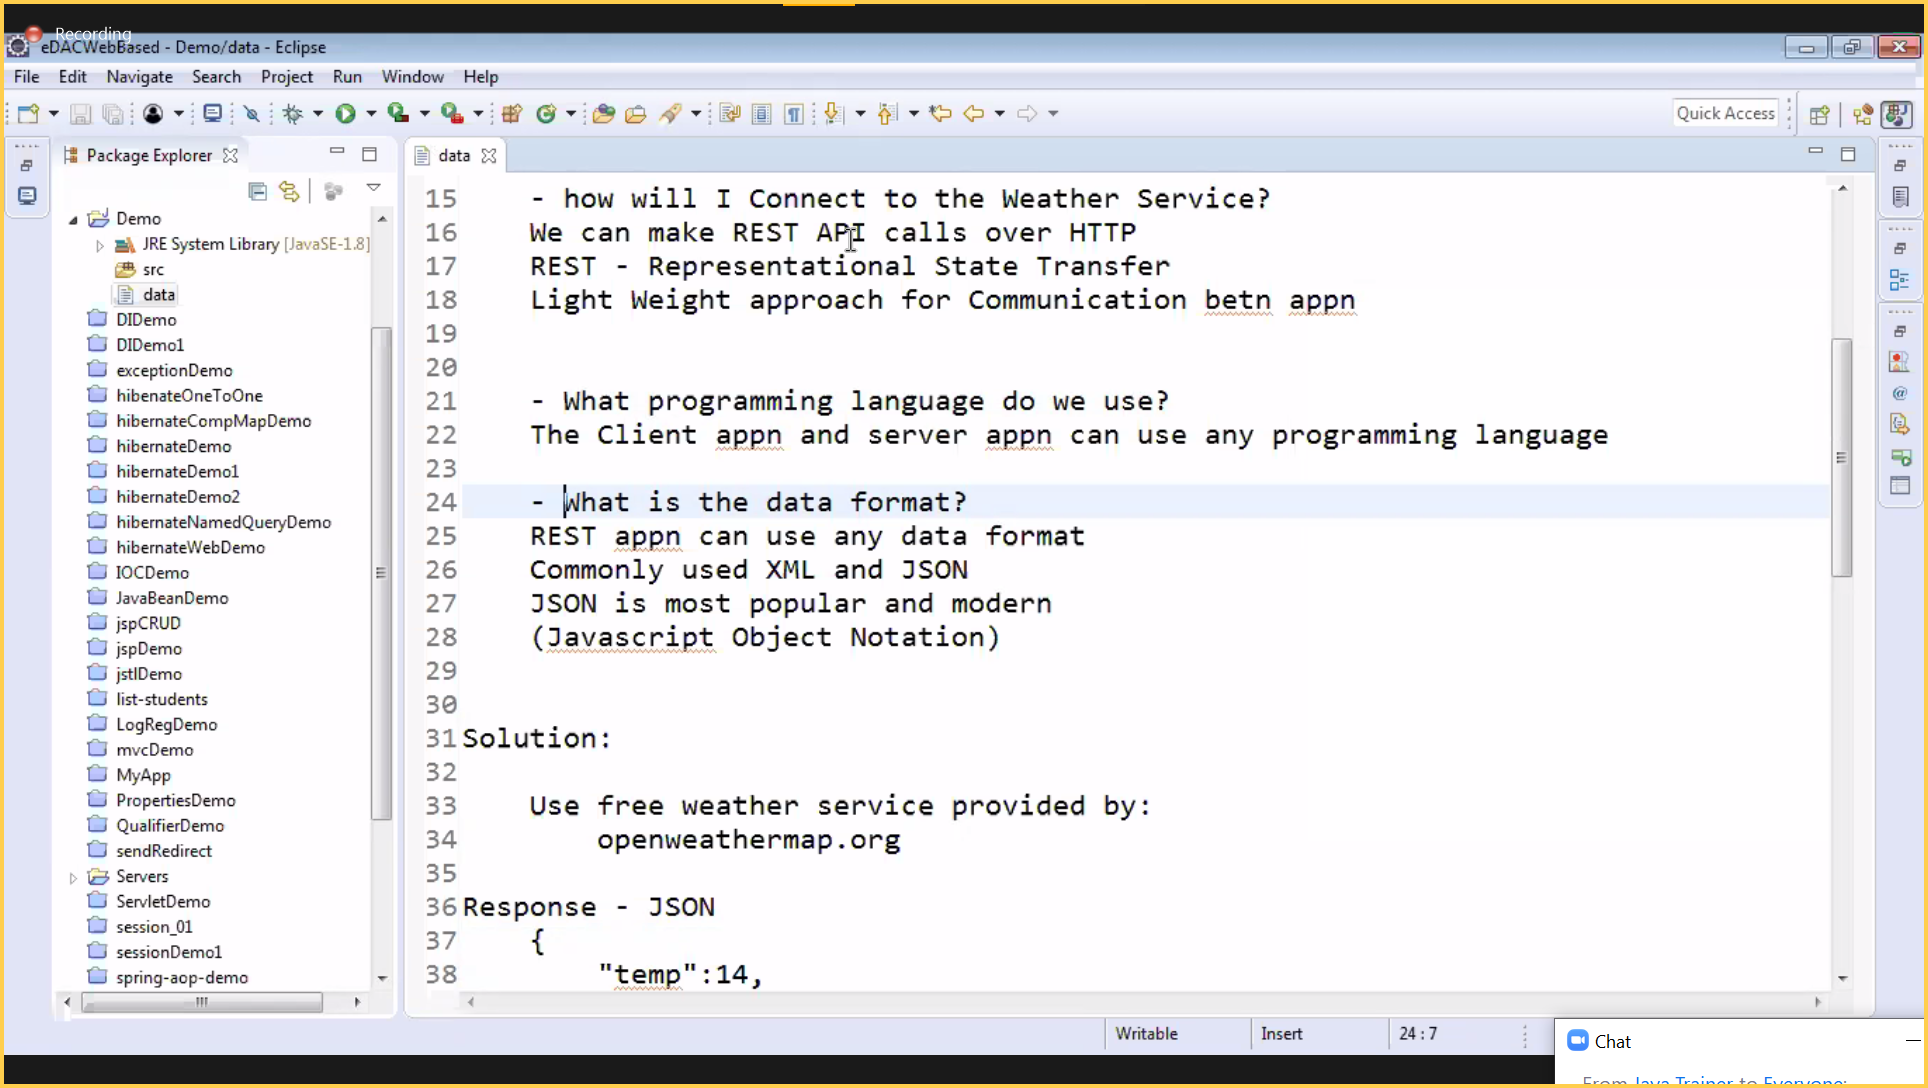 Recording
eDACWebBased - Demo/data - Eclipse
File Edit Navigate Search Project Run Window Help
Quick Access
Package Explorer
Demo
JRE System Library [JavaSE-1.8]
src
data
DIDemo
DIDemo1
exceptionDemo
hibenateOneToOne
hibernateCompMapDemo
hibernateDemo
hibernateDemo1
hibernateDemo2
hibernateNamedQueryDemo
hibernateWebDemo
IOCDemo
JavaBeanDemo
jspCRUD
jspDemo
jstlDemo
list-students
LogRegDemo
mvcDemo
MyApp
PropertiesDemo
QualifierDemo
sendRedirect
Servers
ServletDemo
session_01
sessionDemo1
spring-aop-demo
data
15 - how will I Connect to the Weather Service?
16 We can make REST API calls over HTTP
17 REST - Representational State Transfer
18 Light Weight approach for Communication betn appn
19
20
21 - What programming language do we use?
22 The Client appn and server appn can use any programming language
23
24 - What is the data format?
25 REST appn can use any data format
26 Commonly used XML and JSON
27 JSON is most popular and modern
28 (Javascript Object Notation)
29
30
31 Solution:
32
33 Use free weather service provided by:
34 openweathermap.org
35
36 Response - JSON
37 {
38 "temp":14,
Writable Insert 24 : 7
Chat
From Java Trainer to Everyone: